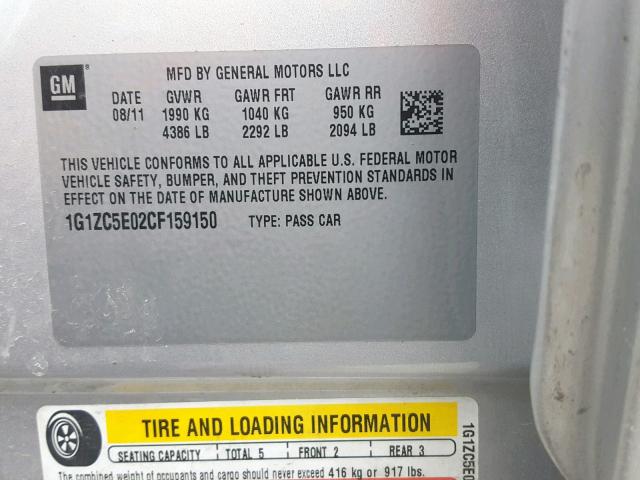 GM
MFD BY GENERAL MOTORS LLC
DATE GVWR GAWR FRT GAWR RR
08/11 1990 KG 1040 KG 950 KG
4386 LB 2292 LB 2094 LB
THIS VEHICLE CONFORMS TO ALL APPLICABLE U.S. FEDERAL MOTOR
VEHICLE SAFETY, BUMPER, AND THEFT PREVENTION STANDARDS IN
EFFECT ON THE DATE OF MANUFACTURE SHOWN ABOVE.
1G1ZC5E02CF159150 TYPE: PASS CAR
TIRE AND LOADING INFORMATION
SEATING CAPACITY TOTAL 5 FRONT 2 REAR 3
The combined weight of occupants and cargo should never exceed 416 kg or 917 lbs.
1G1ZC5E0